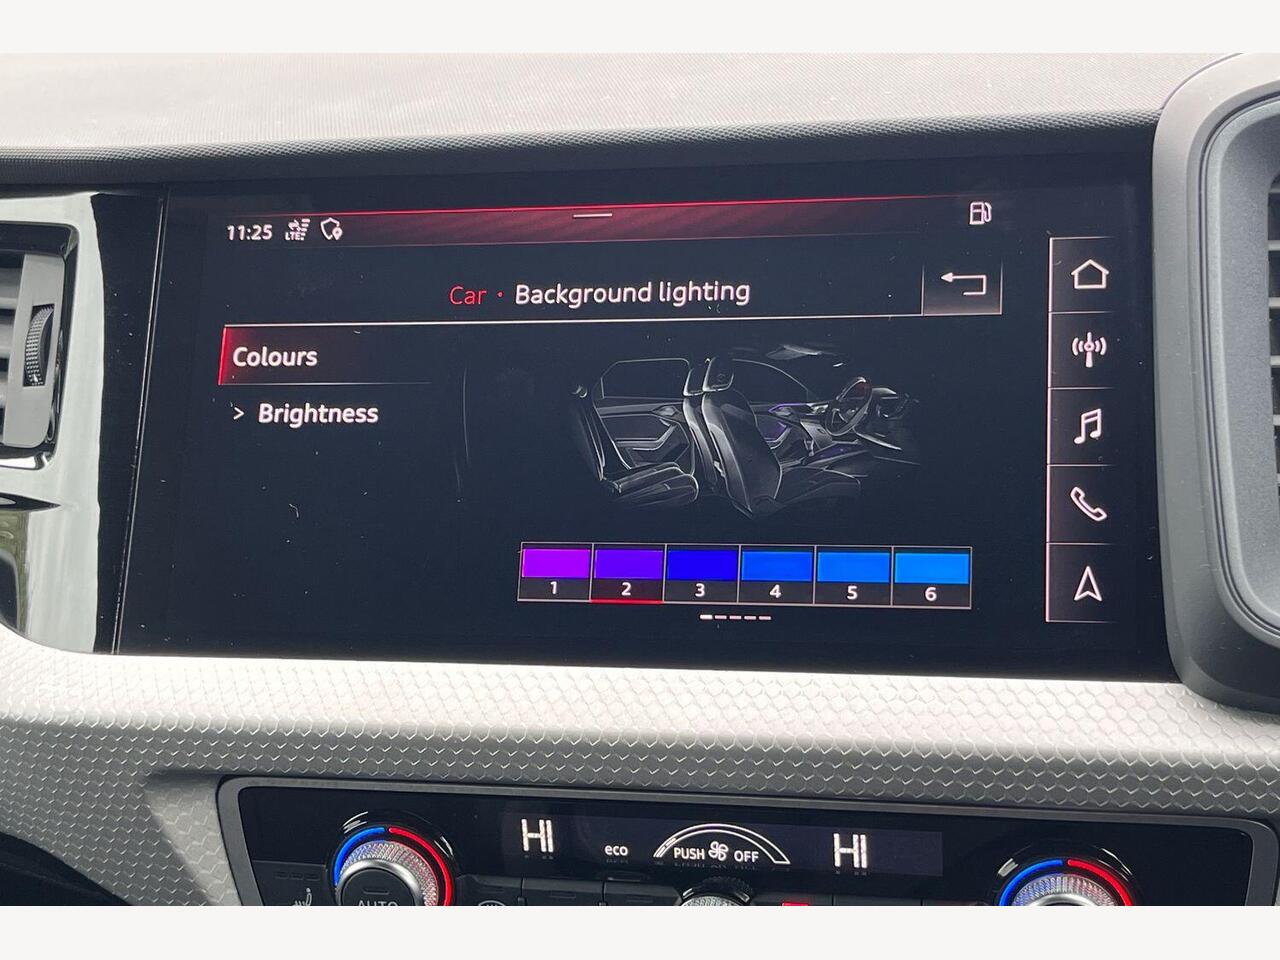 11:25 LTE
Car · Background lighting
Colours
> Brightness
1 2 3 4 5 6
HI eco PUSH OFF HI
AUTO